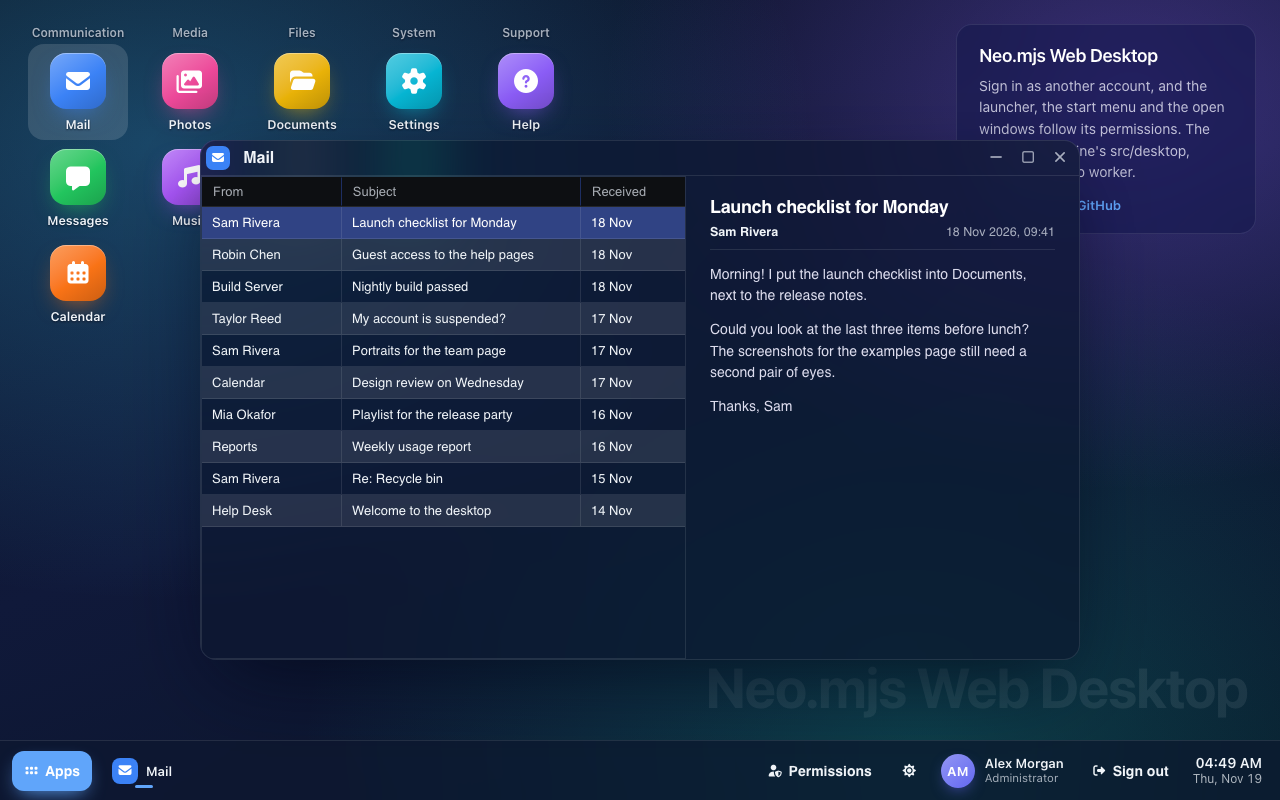 Communication
Media
Files
System
Support
Mail
Photos
Documents
Settings
Help
Messages
Calendar
Neo.mjs Web Desktop
Sign in as another account, and the
launcher, the start menu and the open
windows follow its permissions. The
src/desktop,
worker.
GitHub
Mail
From Subject Received
Sam Rivera Launch checklist for Monday 18 Nov
Robin Chen Guest access to the help pages 18 Nov
Build Server Nightly build passed 18 Nov
Taylor Reed My account is suspended? 17 Nov
Sam Rivera Portraits for the team page 17 Nov
Calendar Design review on Wednesday 17 Nov
Mia Okafor Playlist for the release party 16 Nov
Reports Weekly usage report 16 Nov
Sam Rivera Re: Recycle bin 15 Nov
Help Desk Welcome to the desktop 14 Nov
Launch checklist for Monday
Sam Rivera 18 Nov 2026, 09:41
Morning! I put the launch checklist into Documents,
next to the release notes.
Could you look at the last three items before lunch?
The screenshots for the examples page still need a
second pair of eyes.
Thanks, Sam
Neo.mjs Web Desktop
Apps
Mail
Permissions
AM
Alex Morgan
Administrator
Sign out
04:49 AM
Thu, Nov 19